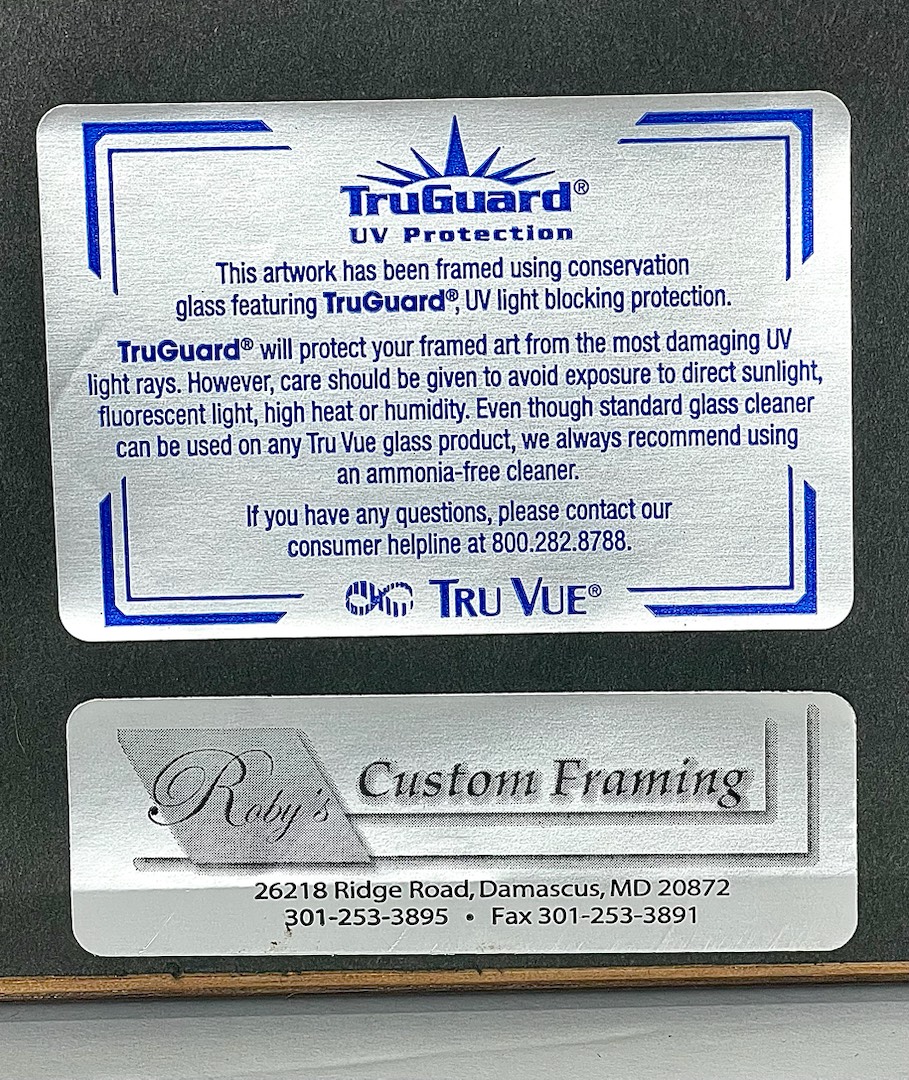 TruGuard®
UV Protection
This artwork has been framed using conservation
glass featuring TruGuard®, UV light blocking protection.
TruGuard® will protect your framed art from the most damaging UV
light rays. However, care should be given to avoid exposure to direct sunlight,
fluorescent light, high heat or humidity. Even though standard glass cleaner
can be used on any Tru Vue glass product, we always recommend using
an ammonia-free cleaner.
If you have any questions, please contact our
consumer helpline at 800.282.8788.
TRU VUE®
Roby's Custom Framing
26218 Ridge Road, Damascus, MD 20872
301-253-3895 • Fax 301-253-3891